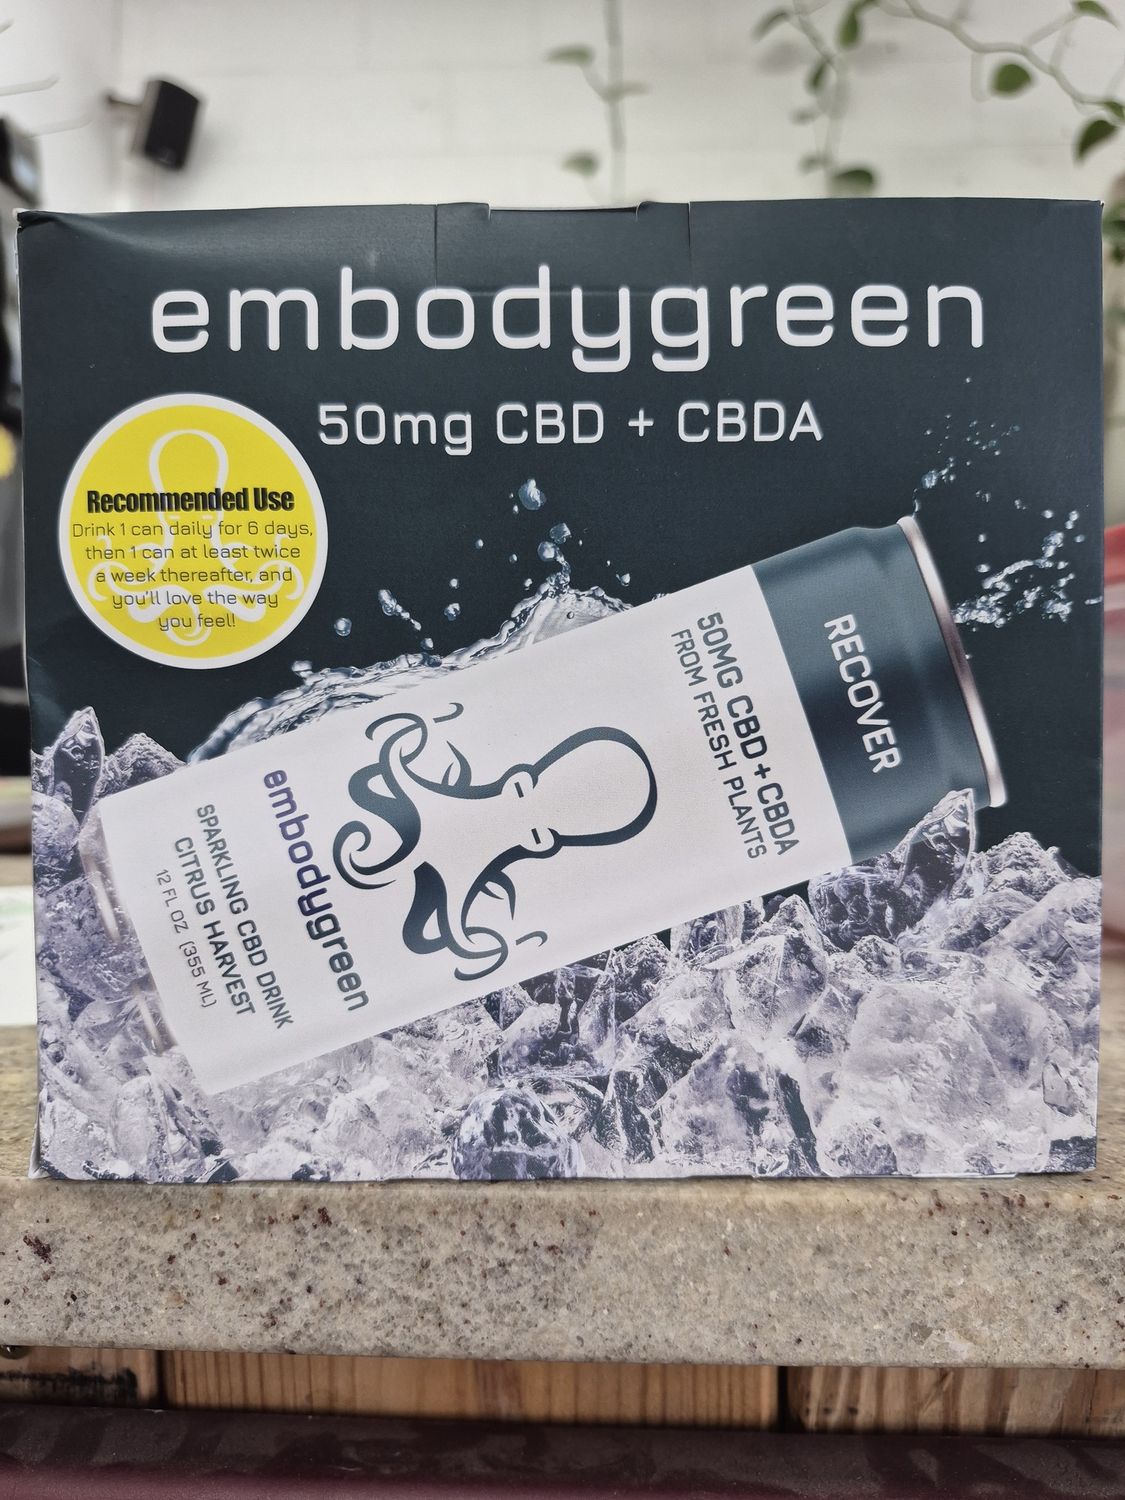 embodygreen
50mg CBD + CBDA
Recommended Use
Drink 1 can daily for 6 days,
then 1 can at least twice
a week thereafter, and
you'll love the way
you feel!
RECOVER
50MG CBD + CBDA
FROM FRESH PLANTS
embodygreen
SPARKLING CBD DRINK
CITRUS HARVEST
12 FL OZ (355 ML)